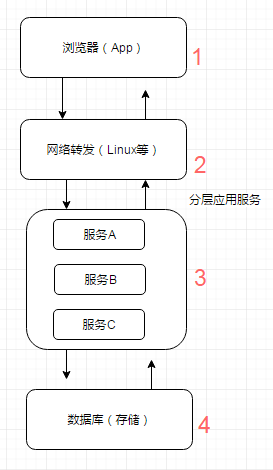 浏览器（App）
1
网络转发（Linux等）
2
分层应用服务
服务A
服务B
3
服务C
数据库（存储）
4